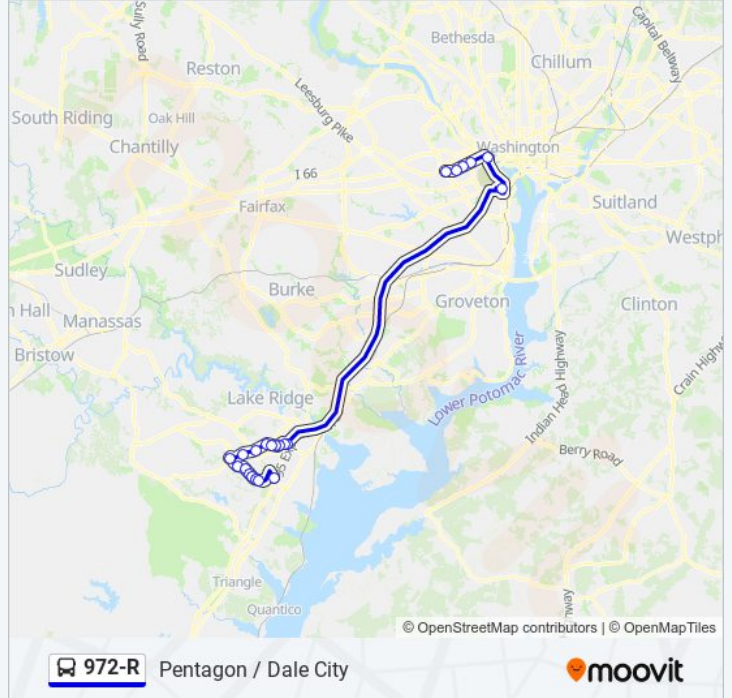 Sully Road
Bethesda
Capital Beltway
Reston
Chillum
Leesburg Pike
South Riding
Oak Hill
Chantilly
Washington
I 66
Suitland
Fairfax
Westph
Sudley
Burke
Groveton
Clinton
n Hall
Manassas
Bristow
Crain Highw
Lake Ridge
Lower Potomac River
Indian Head Highway
Berry Road
Triangle
Quantico
hway
© OpenStreetMap contributors | © OpenMapTiles
972-R Pentagon / Dale City
moovit